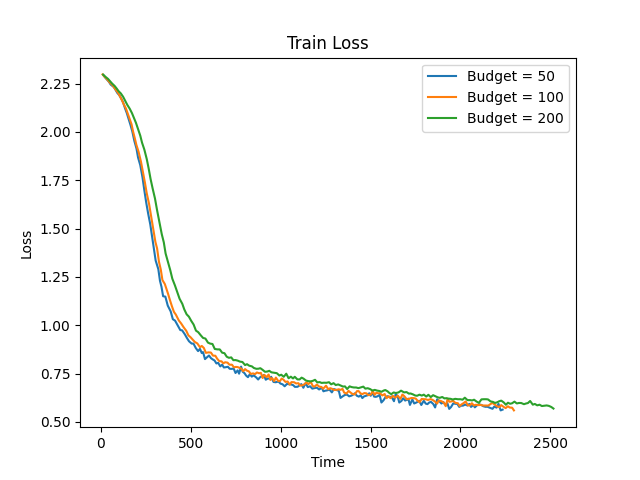 Train Loss
Budget = 50
Budget = 100
Budget = 200
2.25
2.00
1.75
1.50
1.25
1.00
0.75
0.50
Loss
0
500
1000
1500
2000
2500
Time